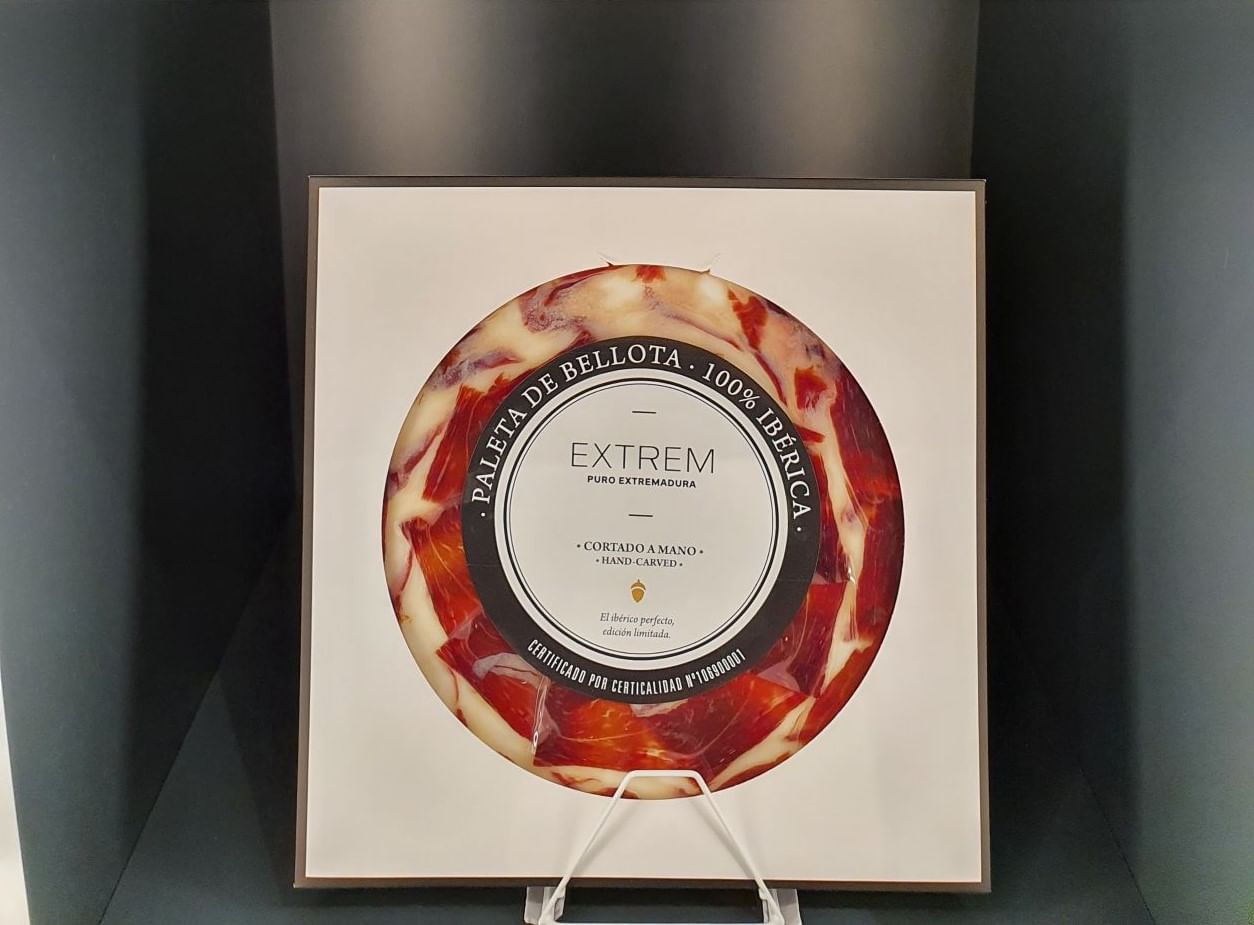 · PALETA DE BELLOTA · 100% IBÉRICA ·
EXTREM
PURO EXTREMADURA
• CORTADO A MANO •
• HAND-CARVED •
El ibérico perfecto,
edición limitada.
CERTIFICADO POR CERTICALIDAD Nº106900001